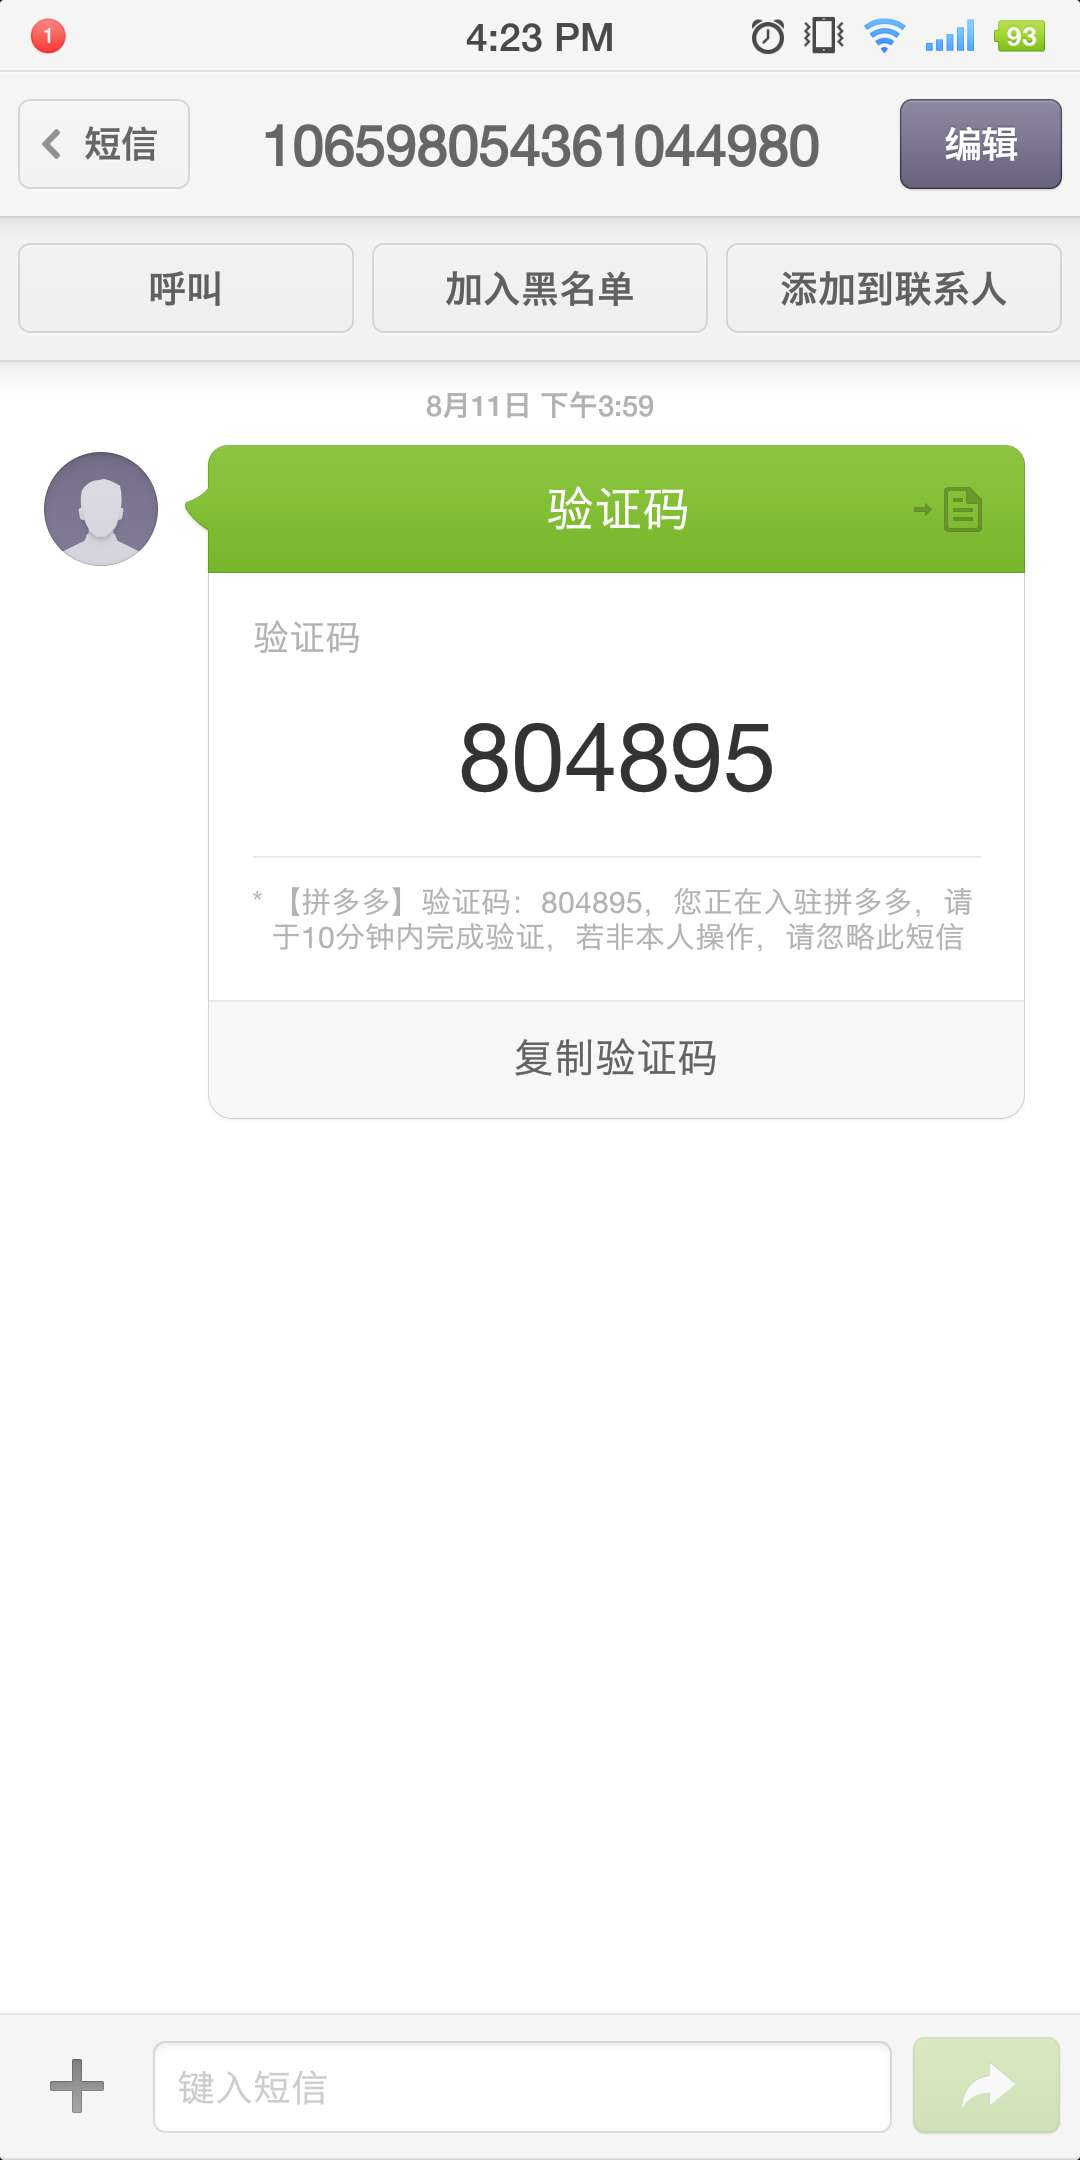 1
4:23 PM
93
短信
106598054361044980
编辑
呼叫
加入黑名单
添加到联系人
8月11日 下午3:59
验证码
验证码
804895
* 【拼多多】验证码：804895，您正在入驻拼多多，请
于10分钟内完成验证，若非本人操作，请忽略此短信
复制验证码
键入短信